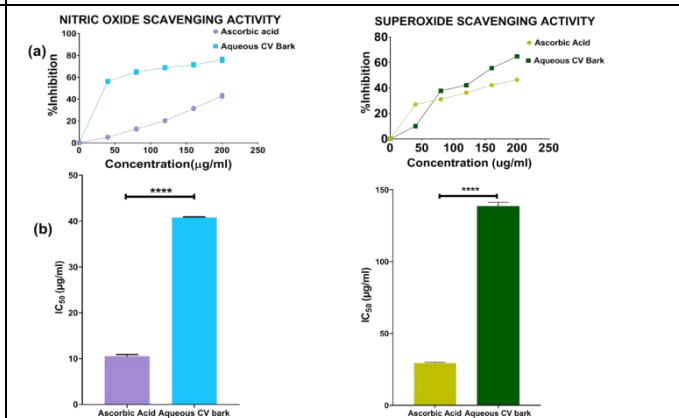 NITRIC OXIDE SCAVENGING ACTIVITY
(a)
Ascorbic acid
Aqueous CV Bark
%Inhibition
100
80
60
40
20
0
0 50 100 150 200 250
Concentration(µg/ml)
SUPEROXIDE SCAVENGING ACTIVITY
Ascorbic Acid
Aqueous CV Bark
%Inhibition
80
60
40
20
0
0 50 100 150 200 250
Concentration (ug/ml)
(b)
****
IC50 (µg/ml)
50
40
30
20
10
0
Ascorbic Acid Aqueous CV bark
****
IC50 (µg/ml)
150
100
50
0
Ascorbic Acid Aqueous CV bark